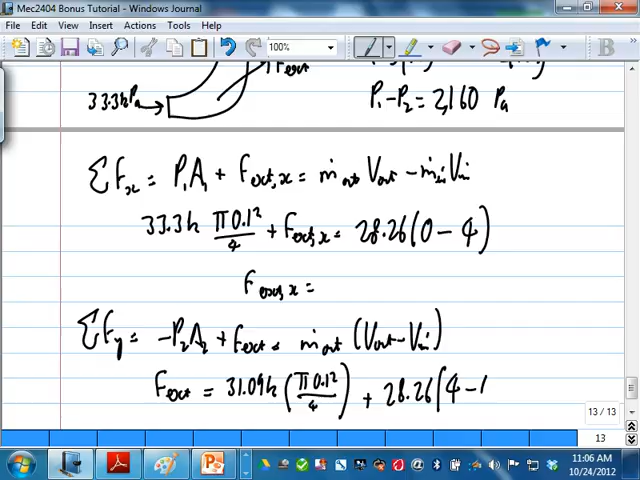 Mec2404 Bonus Tutorial - Windows Journal
File Edit View Insert Actions Tools Help
100%
B
33.3kPa→
P₁-P₂ = 2,160 Pa
ΣFx = P₁A₁ + Fext,x = ṁout Vout - ṁin Vin
33.3k π0.1²/4 + Fext,x = 28.26(0 - 4)
Fext,x =
ΣFy = -P₂A₂ + Fext = ṁout (Vout - Vin)
Fext = 31.09k (π0.1²/4) + 28.26(4-
13 / 13
13
11:06 AM
10/24/2012